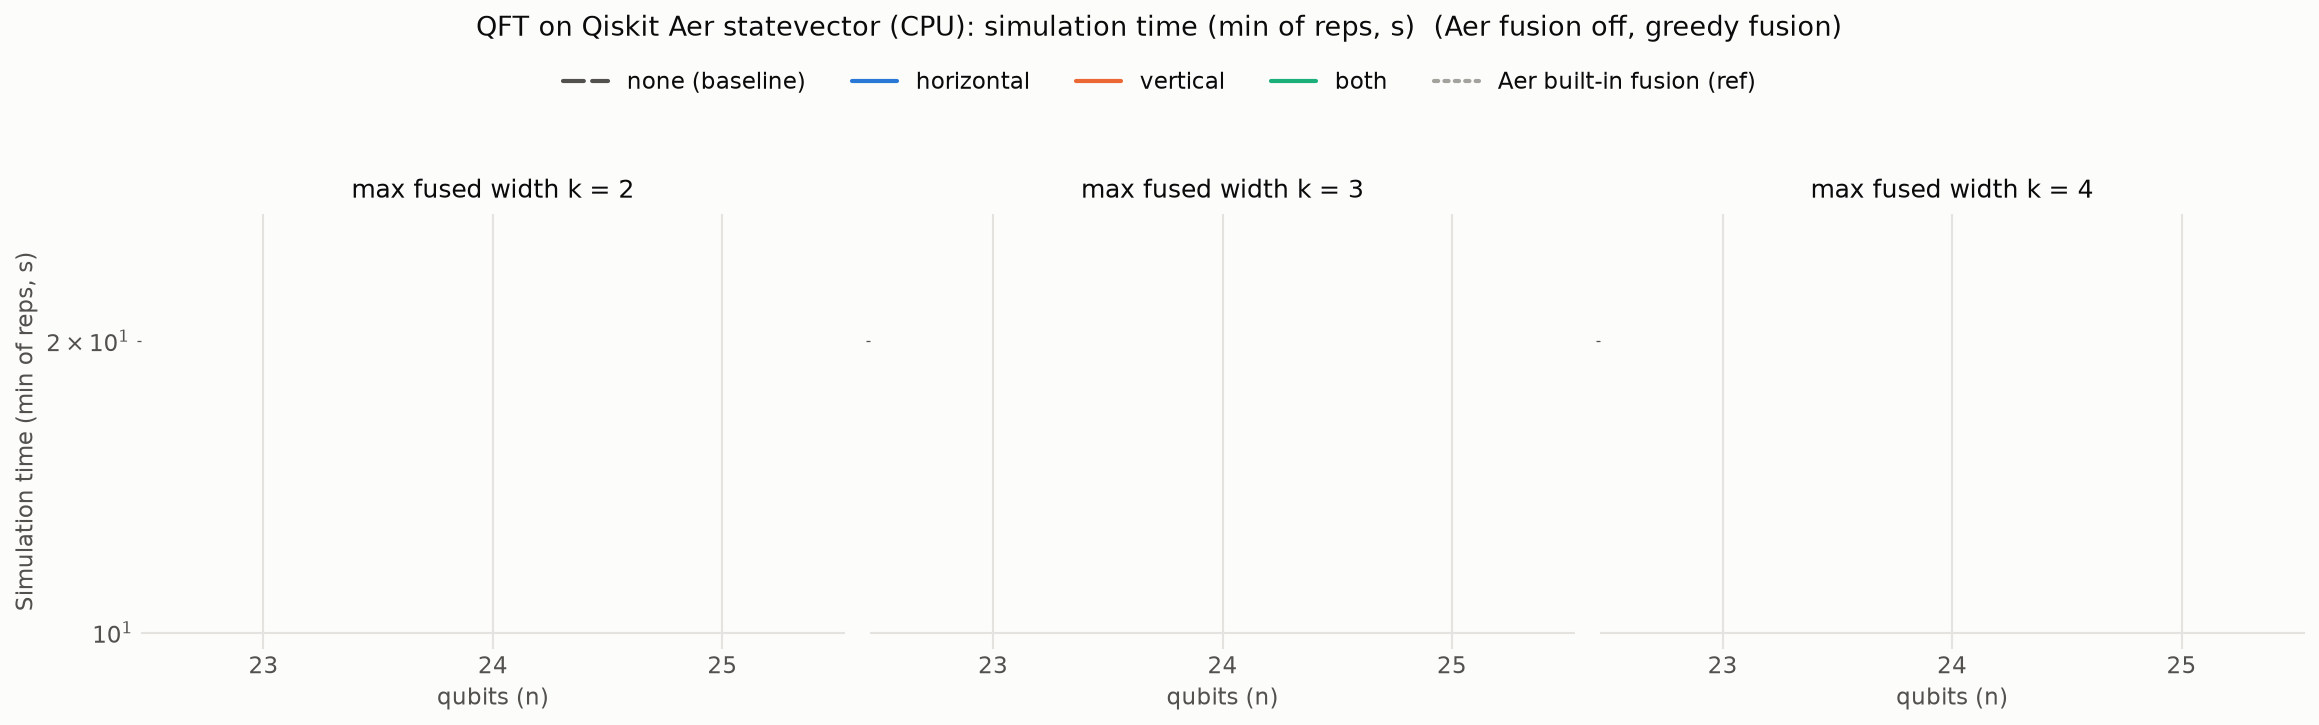 QFT on Qiskit Aer statevector (CPU): simulation time (min of reps, s)  (Aer fusion off, greedy fusion)
none (baseline) horizontal vertical both Aer built-in fusion (ref)
max fused width k = 2
max fused width k = 3
max fused width k = 4
Simulation time (min of reps, s)
2 × 10¹
10¹
23 24 25
23 24 25
23 24 25
qubits (n)
qubits (n)
qubits (n)